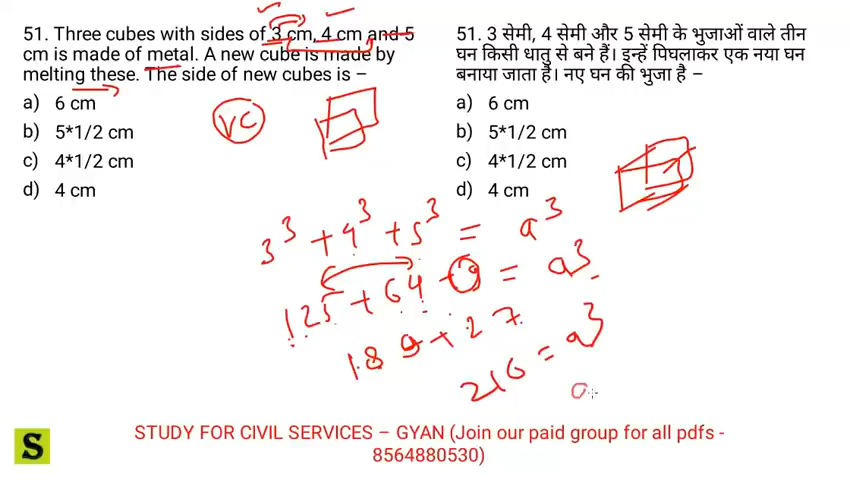 51. Three cubes with sides of 3 cm, 4 cm and 5
cm is made of metal. A new cube is made by
melting these. The side of new cubes is –
a) 6 cm
b) 5*1/2 cm
c) 4*1/2 cm
d) 4 cm
51. 3 सेमी, 4 सेमी और 5 सेमी के भुजाओं वाले तीन
घन किसी धातु से बने हैं। इन्हें पिघलाकर एक नया घन
बनाया जाता है। नए घन की भुजा है –
a) 6 cm
b) 5*1/2 cm
c) 4*1/2 cm
d) 4 cm
VC
3³ + 4³ + 5³ = a³
125 + 64 + = a³
189 + 27
216 = a³
a
S
STUDY FOR CIVIL SERVICES – GYAN (Join our paid group for all pdfs -
8564880530)